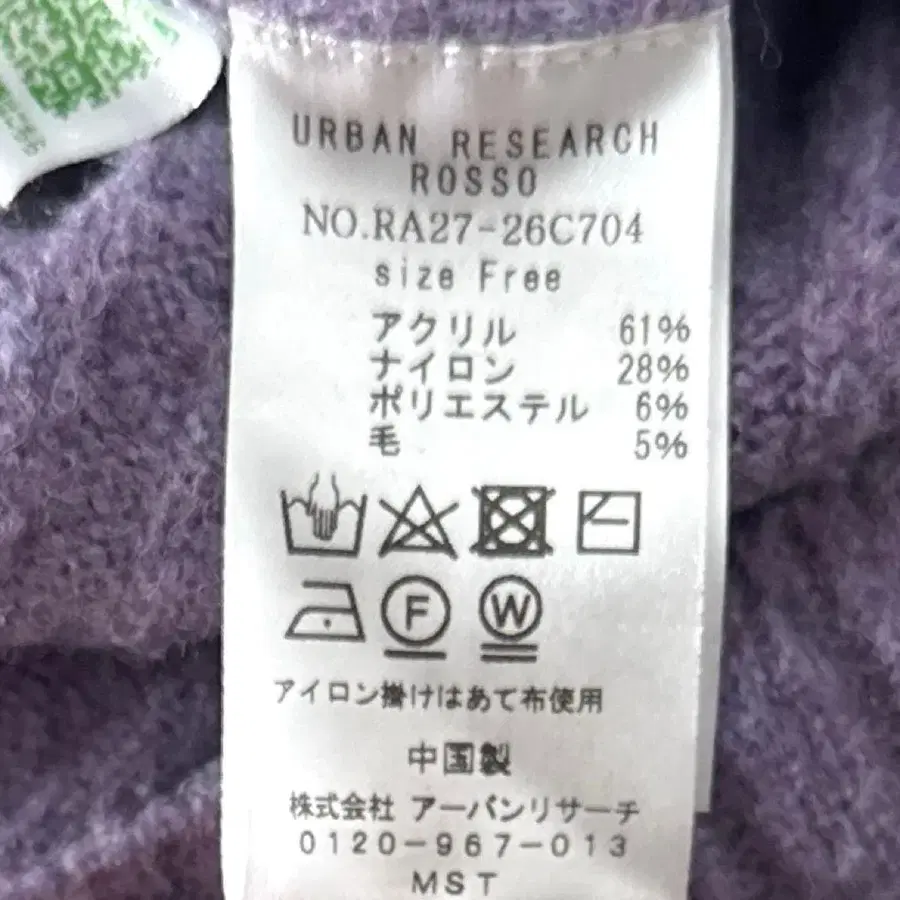 URBAN RESEARCH
ROSSO
NO.RA27-26C704
size Free
アクリル 61%
ナイロン 28%
ポリエステル 6%
毛 5%
F W
アイロン掛けはあて布使用
中国製
株式会社 アーバンリサーチ
0120-967-013
MST